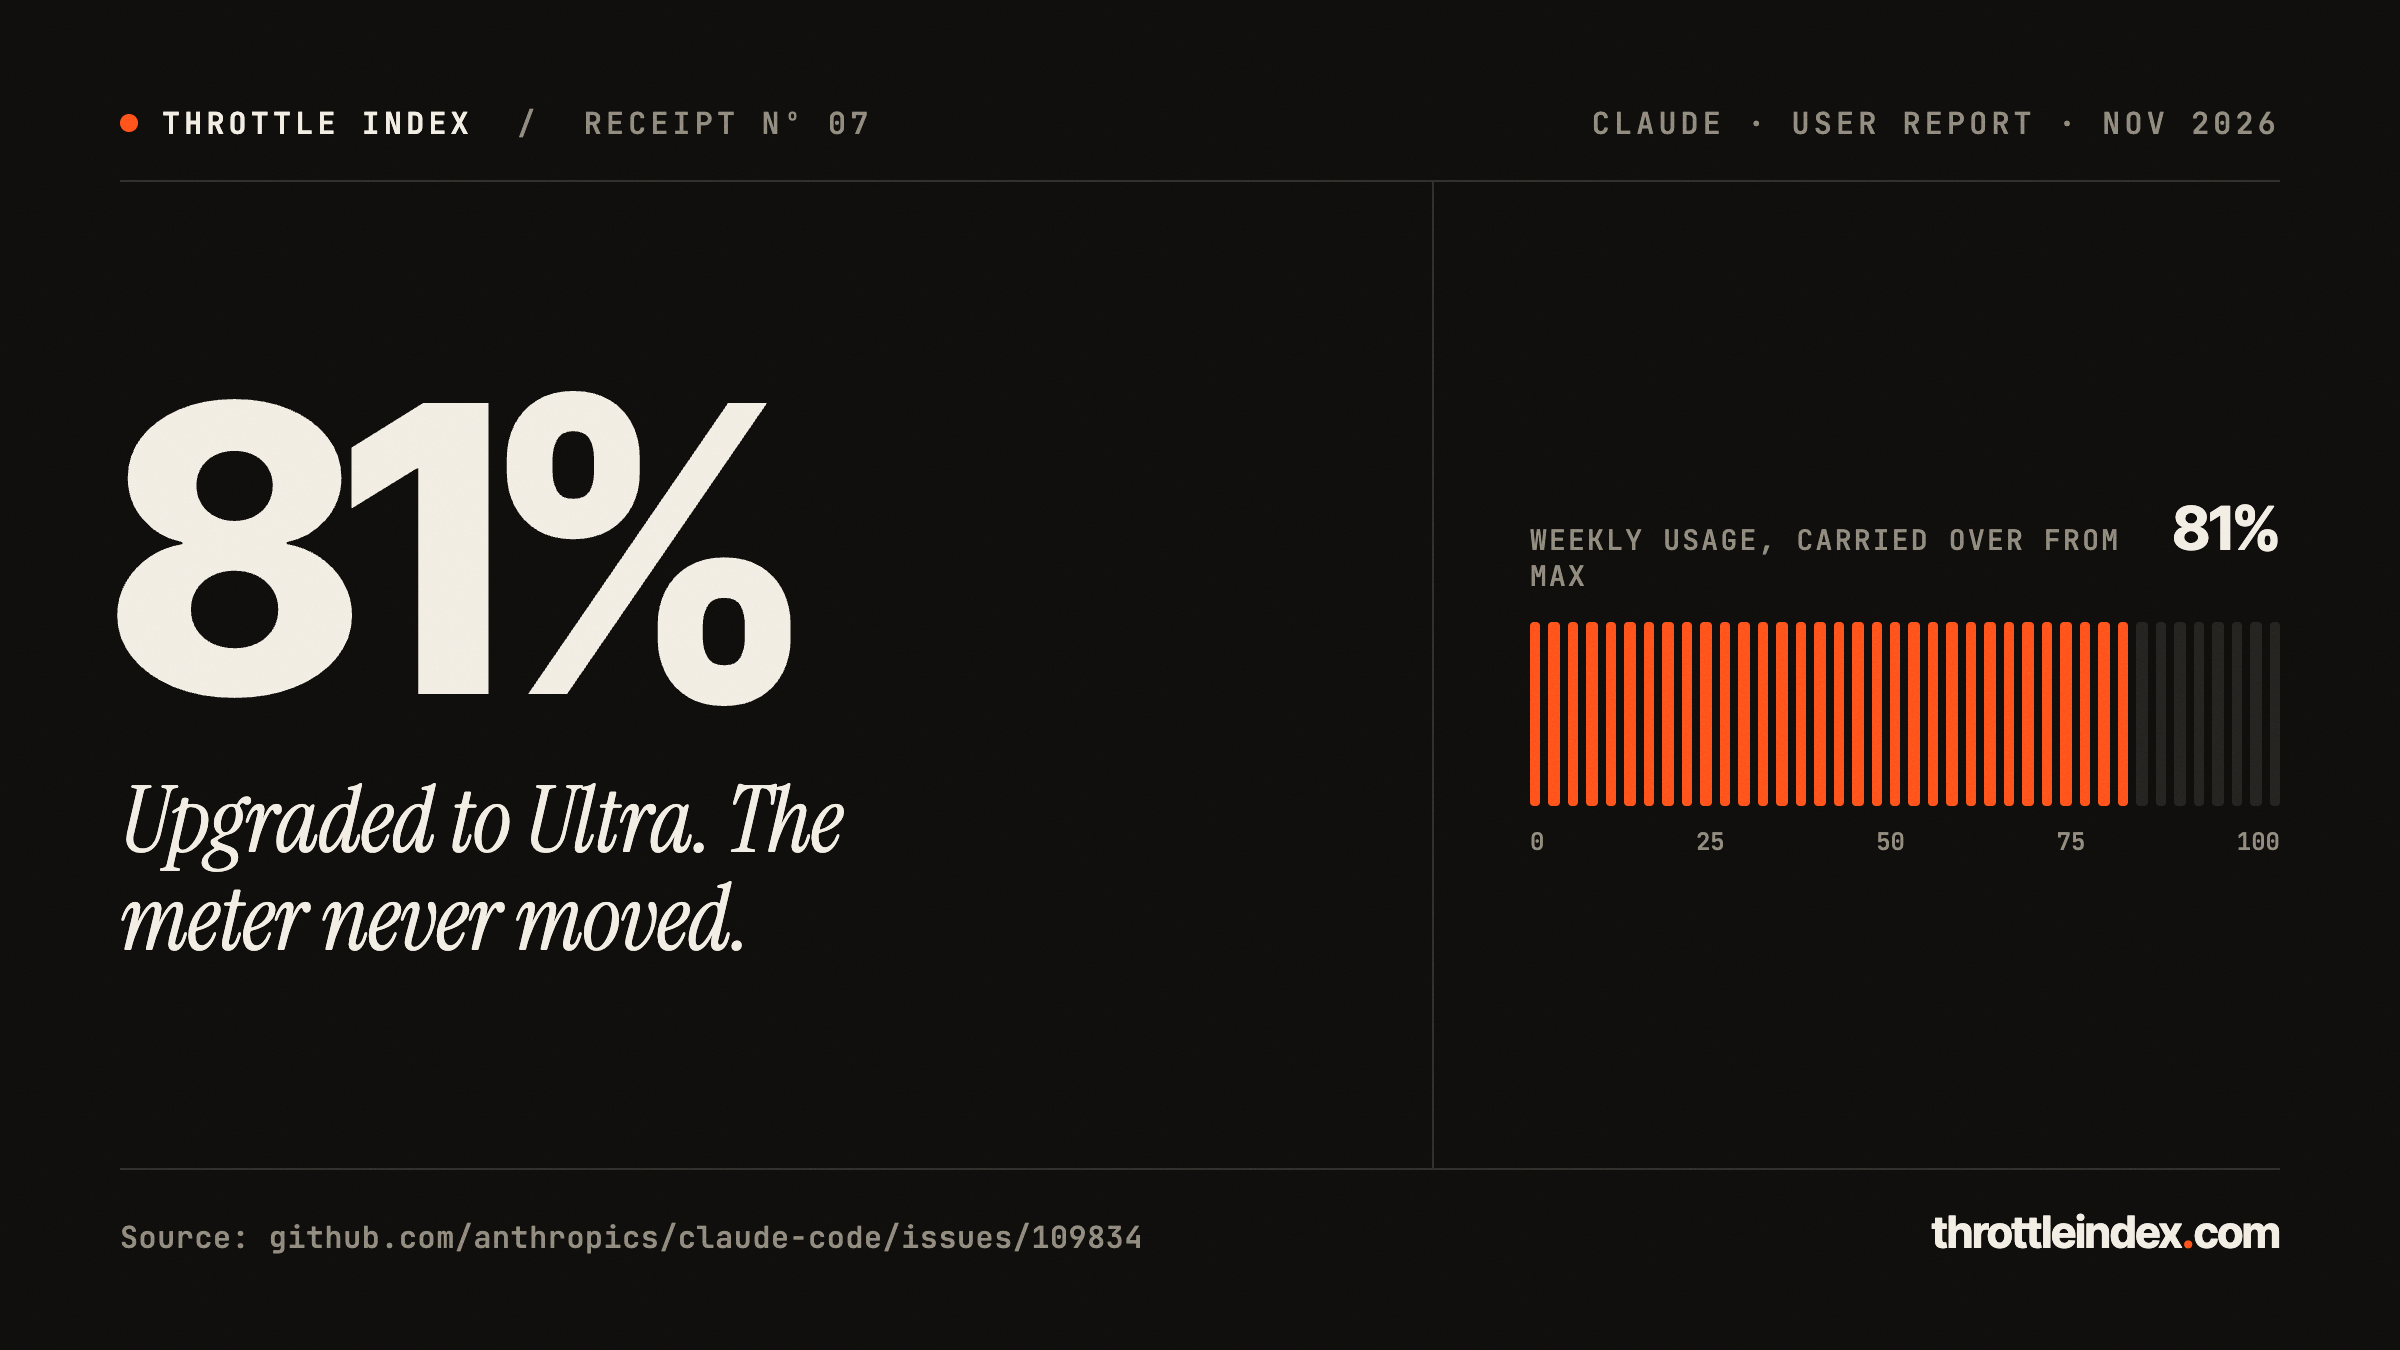 THROTTLE INDEX / RECEIPT N° 07
CLAUDE · USER REPORT · NOV 2026
81%
Upgraded to Ultra. The
meter never moved.
WEEKLY USAGE, CARRIED OVER FROM
MAX
81%
0 25 50 75 100
Source: github.com/anthropics/claude-code/issues/109834
throttleindex.com